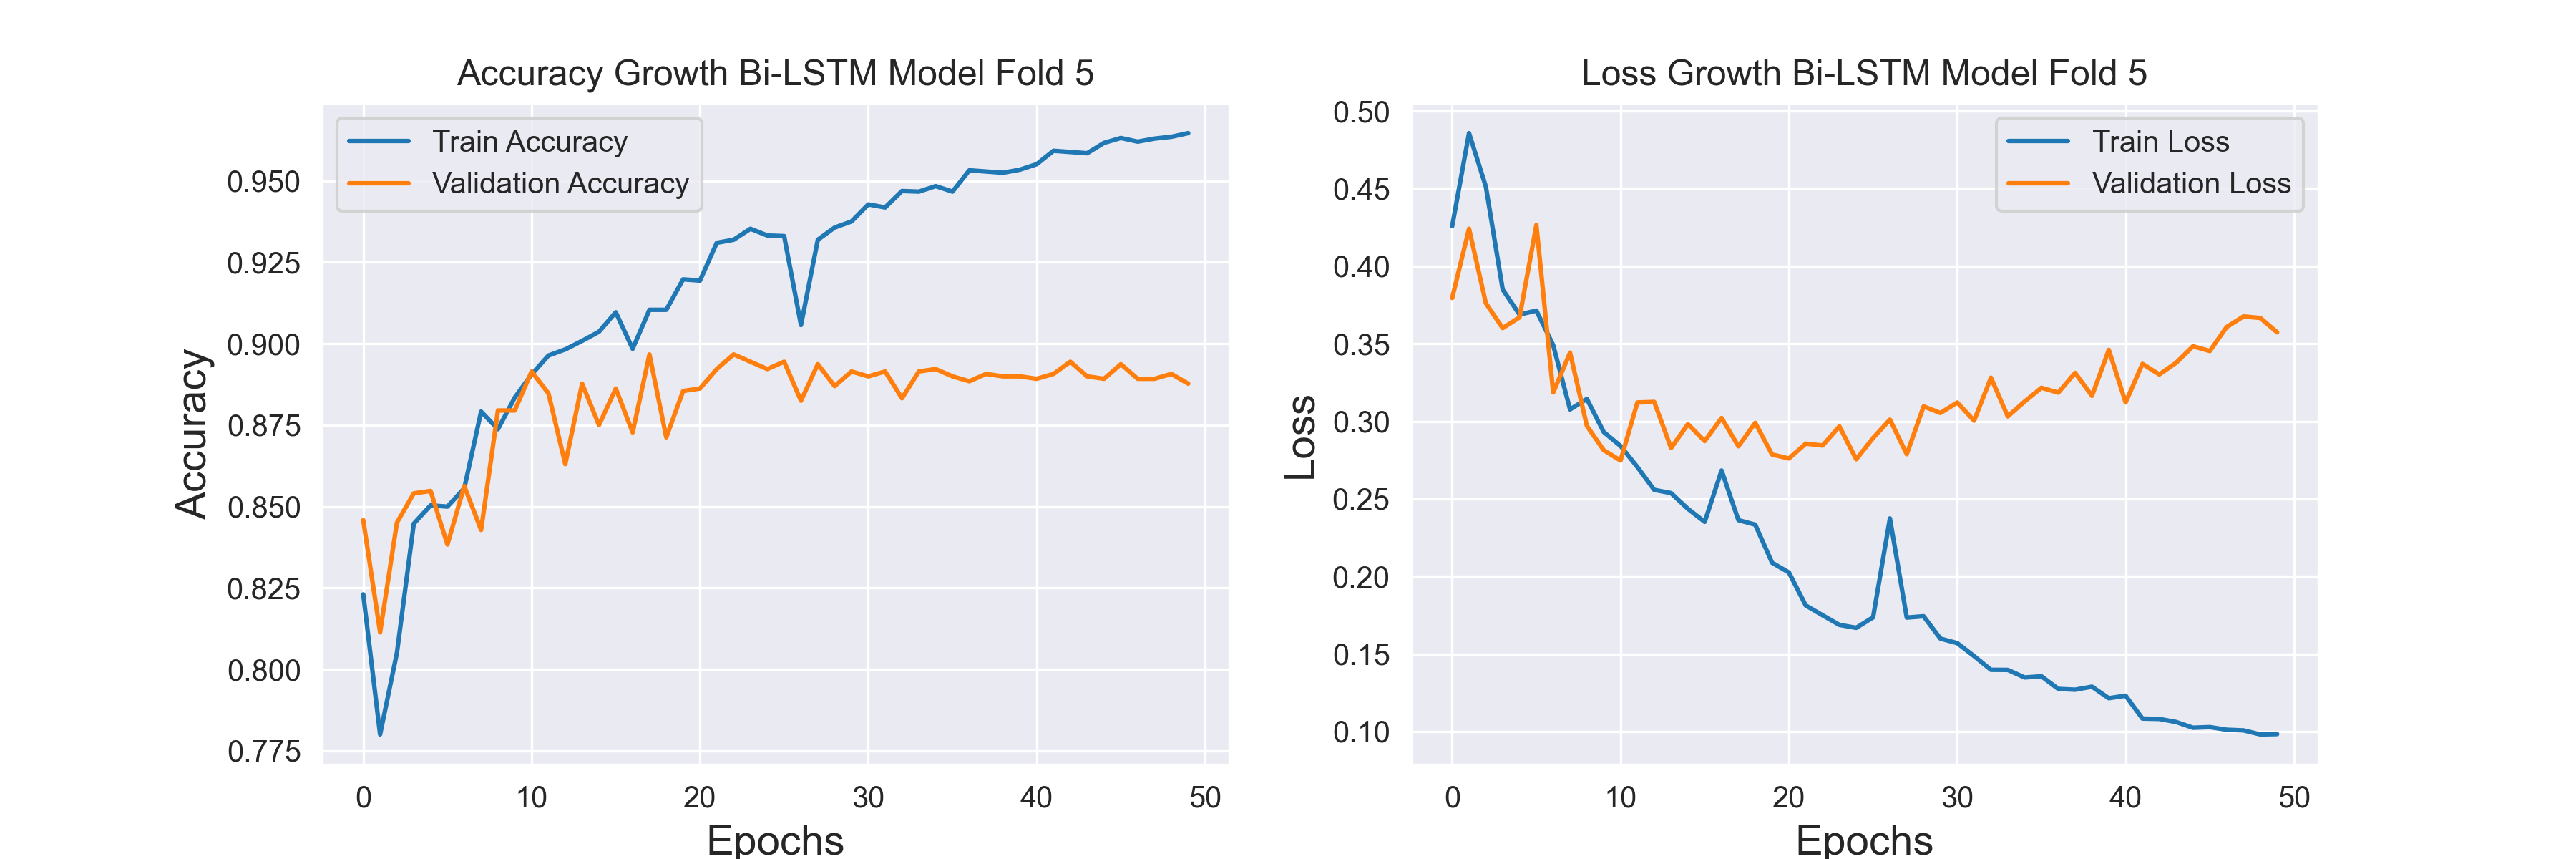 Accuracy Growth Bi-LSTM Model Fold 5
Train Accuracy
Validation Accuracy
0.950
0.925
0.900
0.875
0.850
0.825
0.800
0.775
Accuracy
0 10 20 30 40 50
Epochs
Loss Growth Bi-LSTM Model Fold 5
Train Loss
Validation Loss
0.50
0.45
0.40
0.35
0.30
0.25
0.20
0.15
0.10
Loss
0 10 20 30 40 50
Epochs